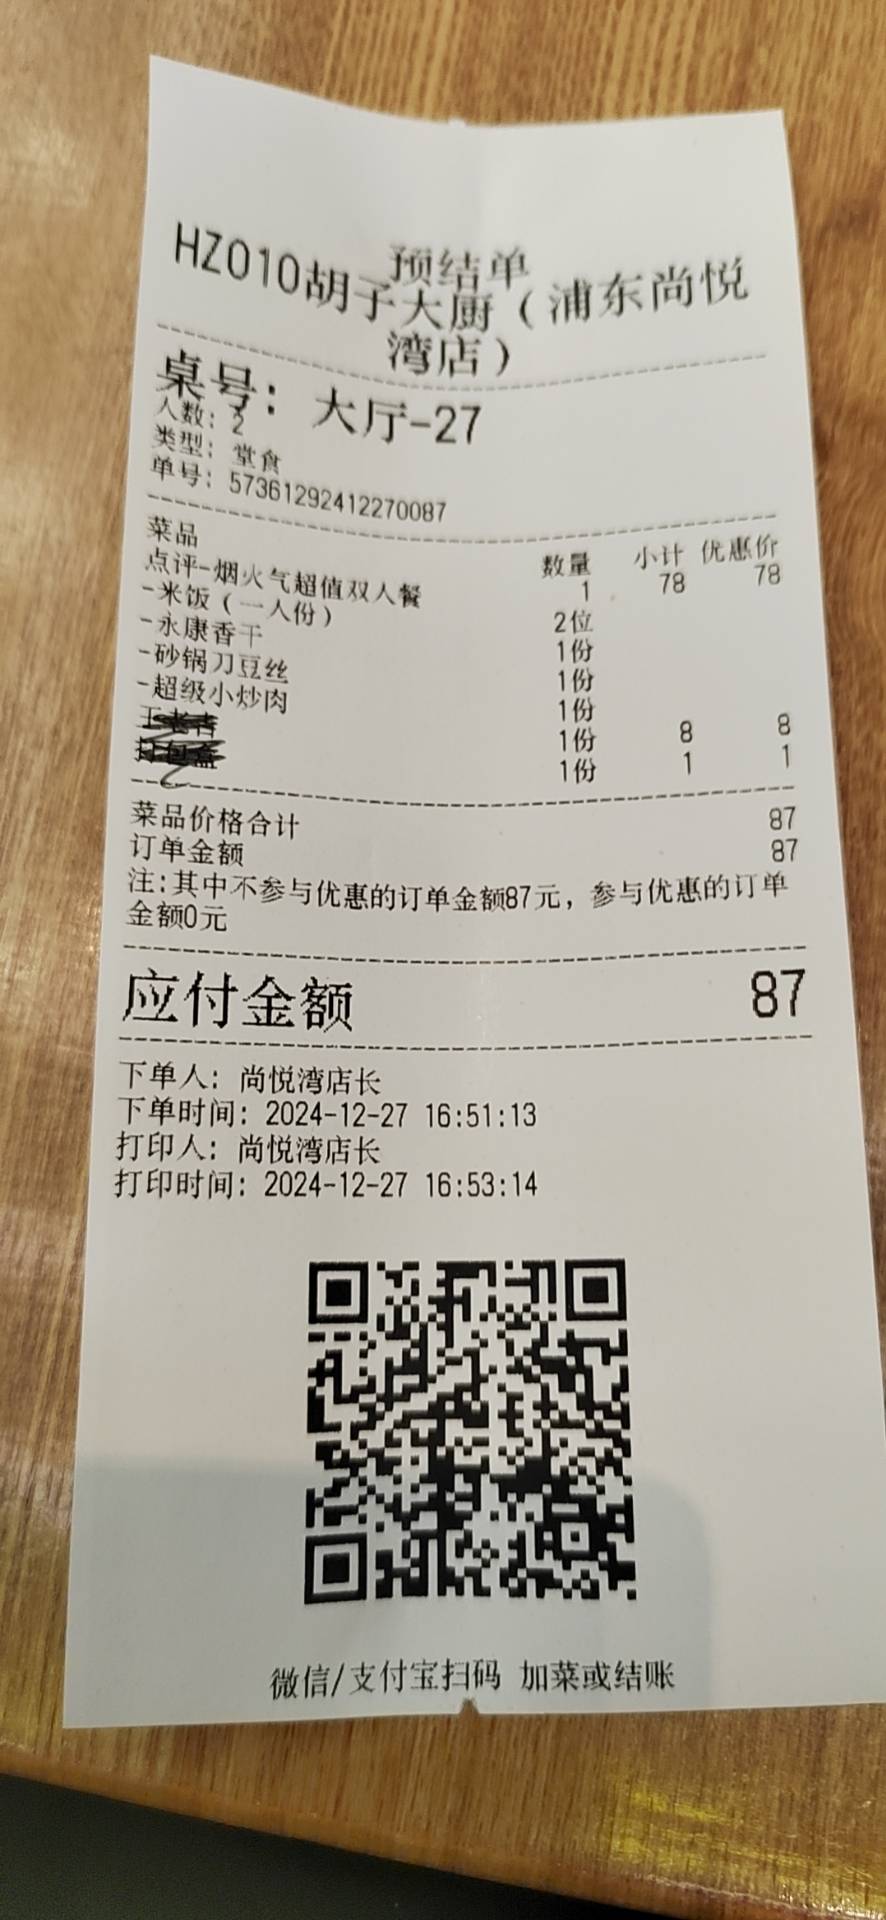 预结单
HZ010胡子大厨（浦东尚悦
湾店）
桌号：大厅-27
人数：2
类型：堂食
单号：57361292412270087
菜品 数量 小计 优惠价
点评-烟火气超值双人餐 1 78 78
-米饭（一人份） 2位
-永康香干 1份
-砂锅刀豆丝 1份
-超级小炒肉 1份
王老吉 1份 8 8
打包盒 1份 1 1
菜品价格合计 87
订单金额 87
注:其中不参与优惠的订单金额87元，参与优惠的订单
金额0元
应付金额 87
下单人：尚悦湾店长
下单时间：2024-12-27 16:51:13
打印人：尚悦湾店长
打印时间：2024-12-27 16:53:14
微信/支付宝扫码 加菜或结账